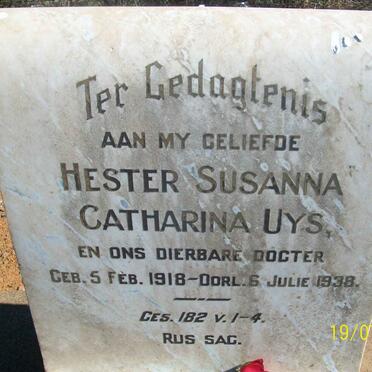 Ter Gedagtenis
AAN MY GELIEFDE
HESTER SUSANNA
CATHARINA UYS,
EN ONS DIERBARE DOGTER
GEB. 5 FEB. 1918-OORL. 6 JULIE 1938.
GES. 182 V. 1-4.
RUS SAG.
19/0